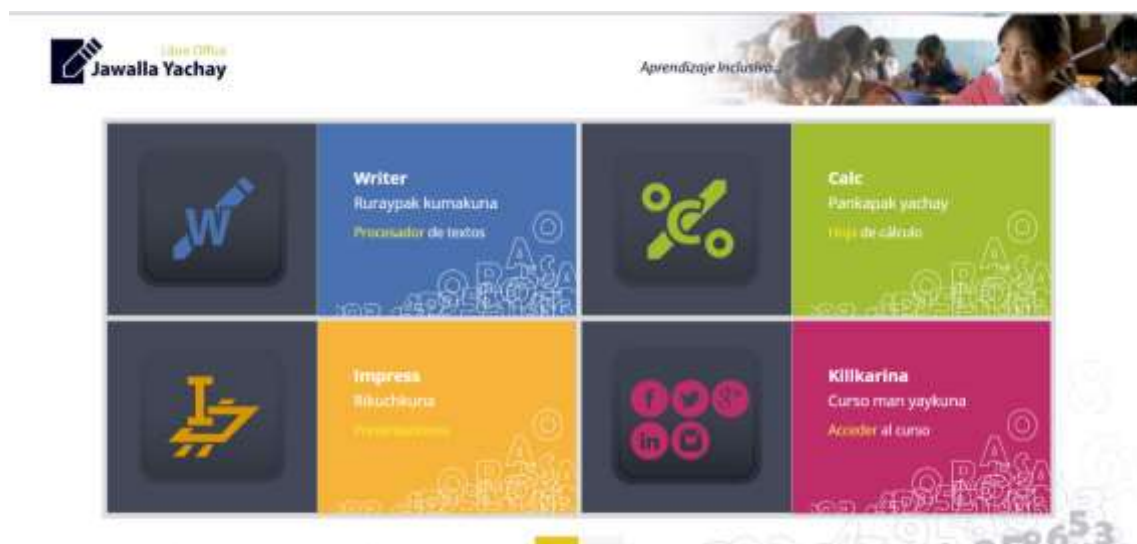 Libre Office
Jawalla Yachay
Aprendizaje Inclusivo...
Writer
Ruraypak kumakuna
Procesador de textos
Calc
Pankapak yachay
Hoja de cálculo
Impress
Rikuchkuna
Killkarina
Curso man yaykuna
Acceder al curso